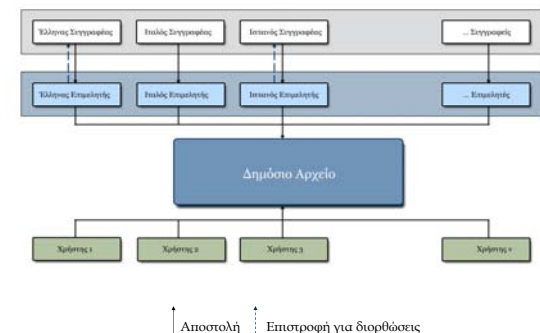 Έλληνας Συγγραφέας Ιταλός Συγγραφέας Ισπανός Συγγραφέας ... Συγγραφείς
Έλληνας Επιμελητής Ιταλός Επιμελητής Ισπανός Επιμελητής ... Επιμελητές
Δημόσιο Αρχείο
Χρήστης 1 Χρήστης 2 Χρήστης 3 Χρήστης ν
Αποστολή Επιστροφή για διορθώσεις